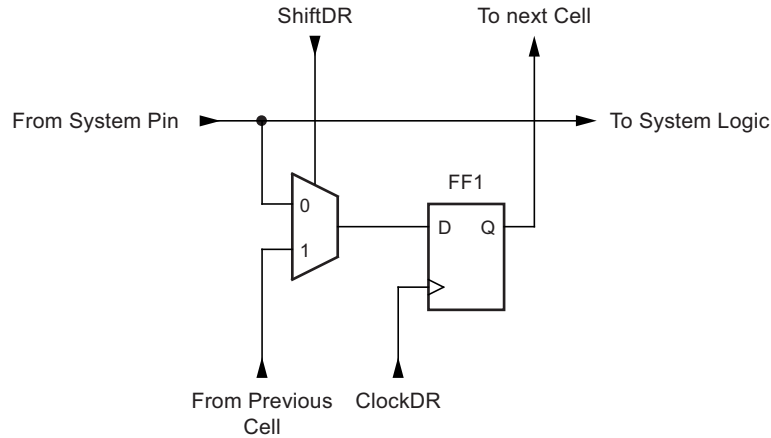 ShiftDR
To next Cell
From System Pin
To System Logic
FF1
0
D
Q
1
From Previous
Cell
ClockDR